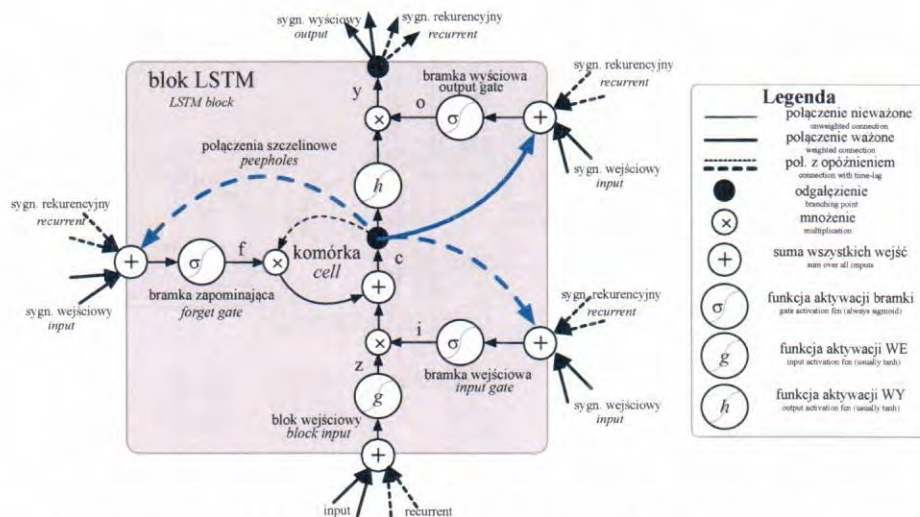 sygn. wyściowy
output
sygn. rekurencyjny
recurrent
blok LSTM
LSTM block
y
o
bramka wyściowa
output gate
σ
sygn. rekurencyjny
recurrent
sygn. wejściowy
input
połączenia szczelinowe
peepholes
h
sygn. rekurencyjny
recurrent
f
σ
komórka
cell
c
bramka zapominająca
forget gate
sygn. wejściowy
input
sygn. rekurencyjny
recurrent
i
σ
z
bramka wejściowa
input gate
g
sygn. wejściowy
input
blok wejściowy
block input
input
recurrent
Legenda
połączenie nieważone
unweighted connection
połączenie ważone
weighted connection
poł. z opóźnieniem
connection with time-lag
odgałęzienie
branching point
mnożenie
multiplication
suma wszystkich wejść
sum over all inputs
σ
funkcja aktywacji bramki
gate activation fcn (always sigmoid)
g
funkcja aktywacji WE
input activation fcn (usually tanh)
h
funkcja aktywacji WY
output activation fcn (usually tanh)